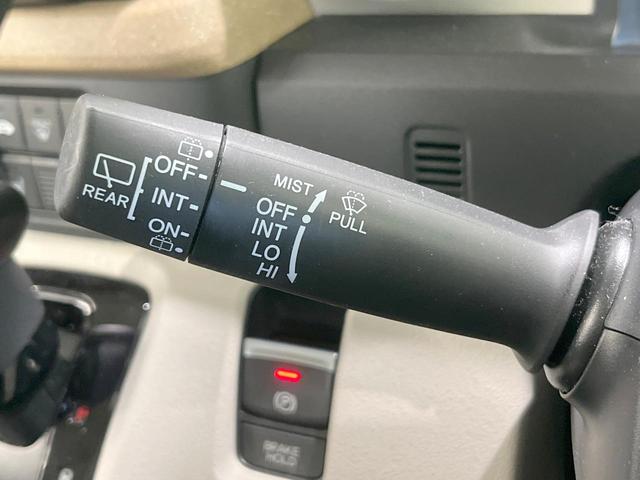 REAR
OFF
INT
ON
MIST
OFF
INT
LO
HI
PULL
BRAKE
HOLD